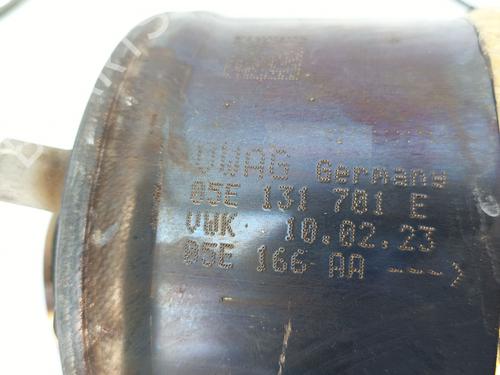 VWAG Germany
05E 131 701 E
VWK 10.02.23
05E 166 AA ---->